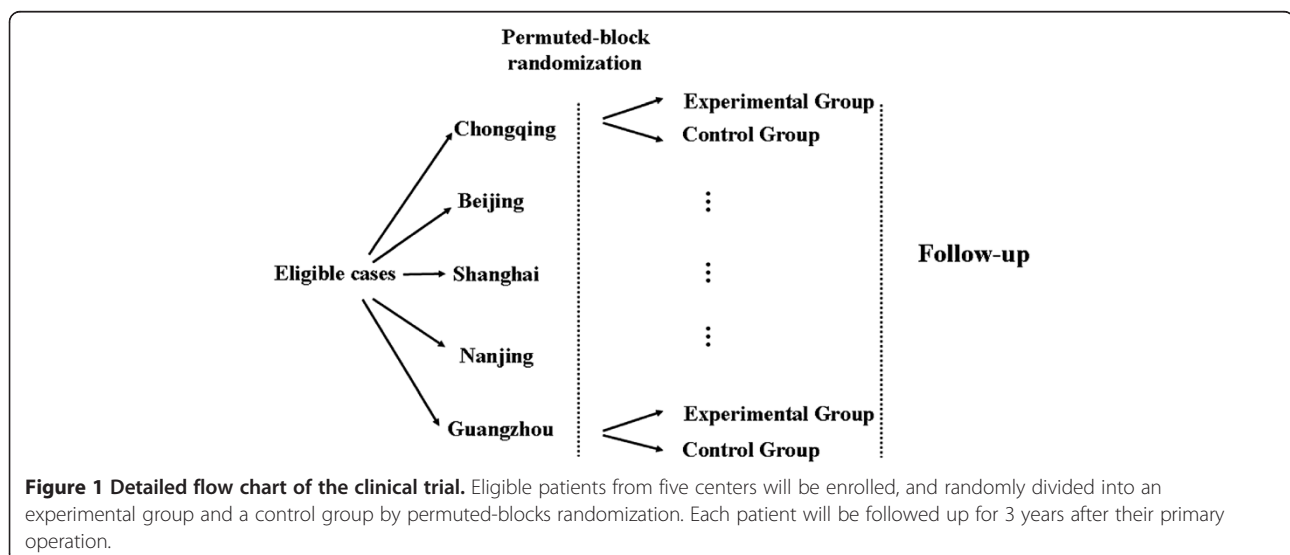 Permuted-block
randomization
Experimental Group
Chongqing
Control Group
Beijing
Eligible cases
Shanghai
Follow-up
Nanjing
Experimental Group
Guangzhou
Control Group
Figure 1 Detailed flow chart of the clinical trial. Eligible patients from five centers will be enrolled, and randomly divided into an
experimental group and a control group by permuted-blocks randomization. Each patient will be followed up for 3 years after their primary
operation.